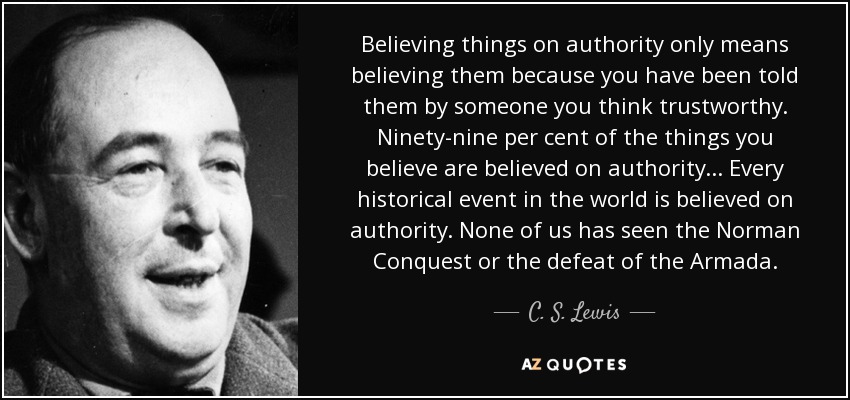 Believing things on authority only means
believing them because you have been told
them by someone you think trustworthy.
Ninety-nine per cent of the things you
believe are believed on authority... Every
historical event in the world is believed on
authority. None of us has seen the Norman
Conquest or the defeat of the Armada.
C. S. Lewis
AZ QUOTES